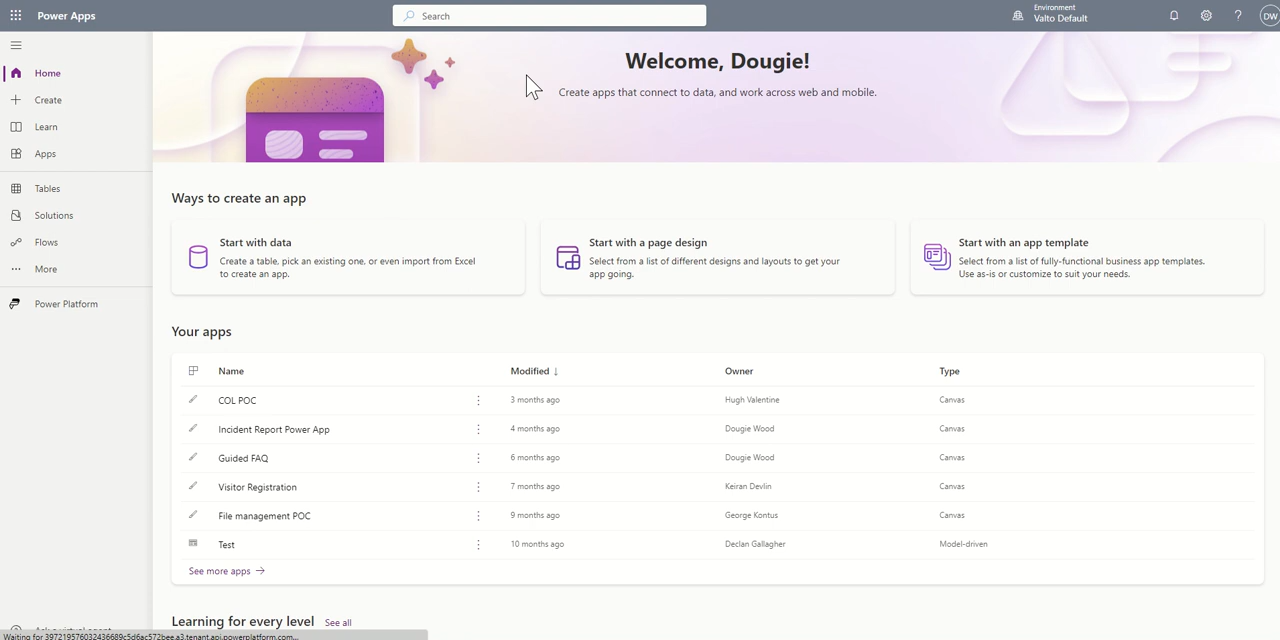 Power Apps
Search
Environment
Valto Default
DW
Home
Create
Learn
Apps
Tables
Solutions
Flows
More
Power Platform
Welcome, Dougie!
Create apps that connect to data, and work across web and mobile.
Ways to create an app
Start with data
Create a table, pick an existing one, or even import from Excel
to create an app.
Start with a page design
Select from a list of different designs and layouts to get your
app going.
Start with an app template
Select from a list of fully-functional business app templates.
Use as-is or customize to suit your needs.
Your apps
Name Modified ↓ Owner Type
COL POC 3 months ago Hugh Valentine Canvas
Incident Report Power App 4 months ago Dougie Wood Canvas
Guided FAQ 6 months ago Dougie Wood Canvas
Visitor Registration 7 months ago Keiran Devlin Canvas
File management POC 9 months ago George Kontus Canvas
Test 10 months ago Declan Gallagher Model-driven
See more apps →
Learning for every level See all
Ask a virtual agent
Waiting for 397219576032436689c5d6ac572bee.a3.tenant.api.powerplatform.com...